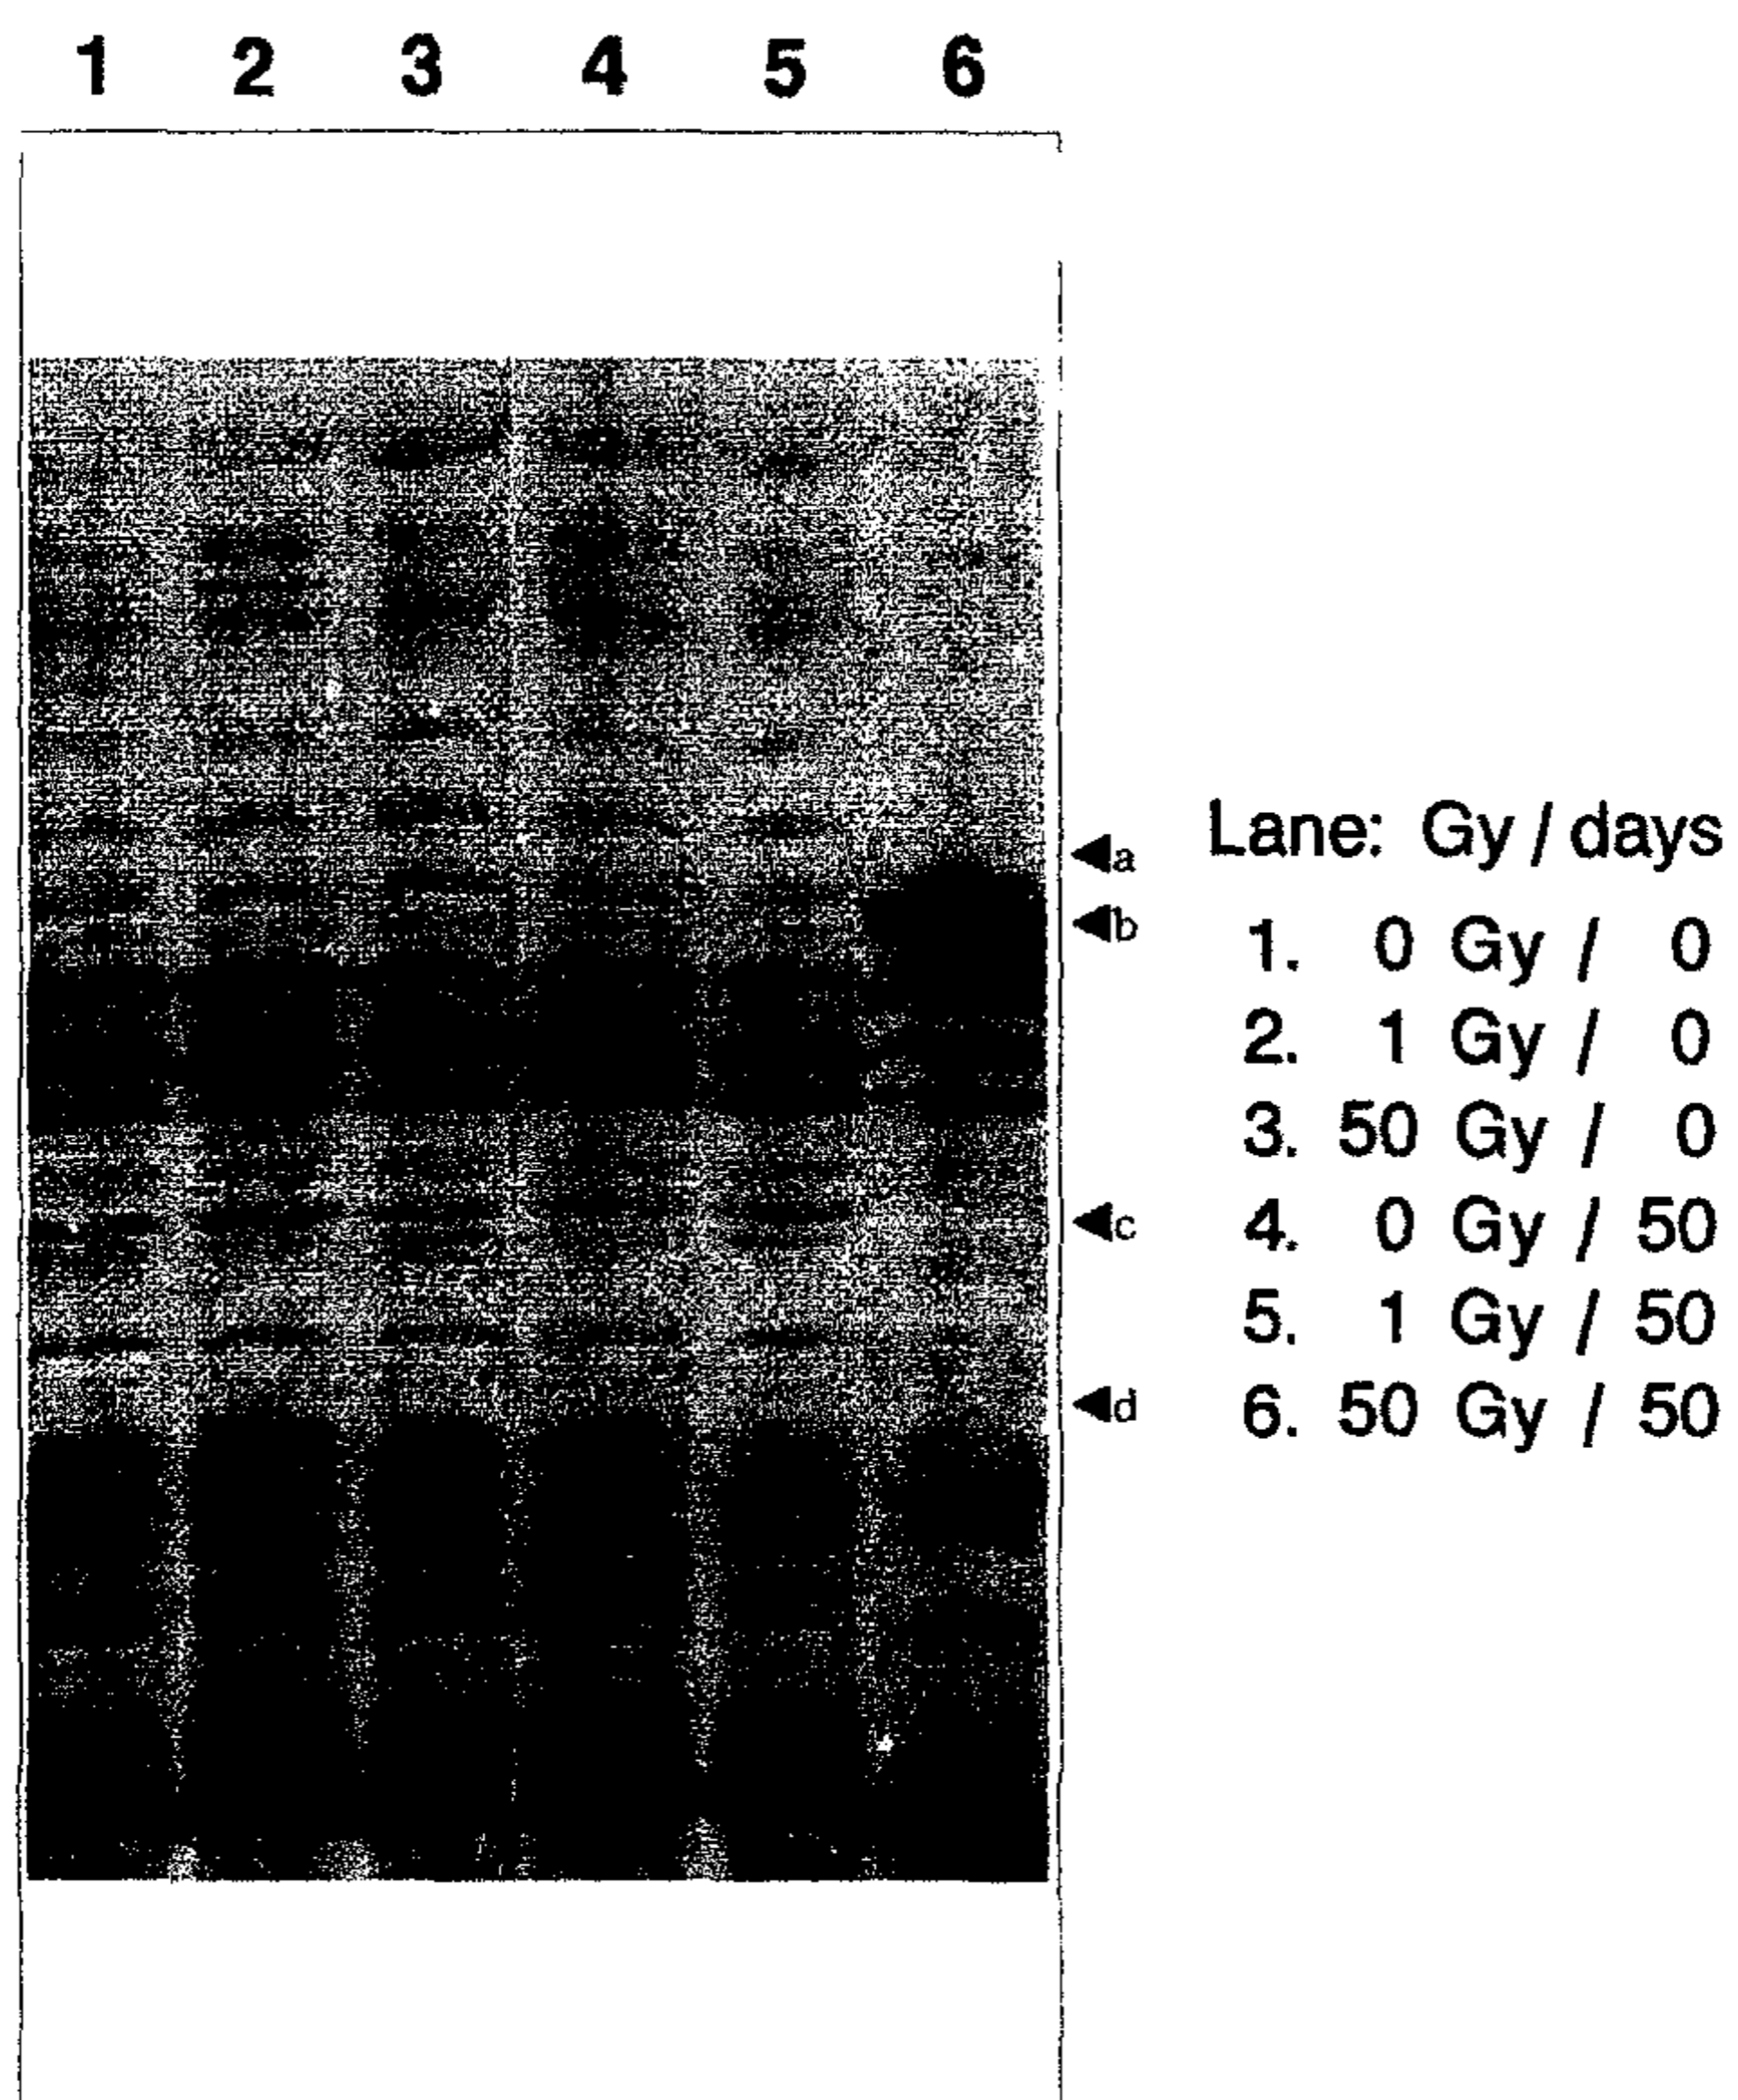 1 2 3 4 5 6
Lane: Gy / days
a
b
1. 0 Gy / 0
2. 1 Gy / 0
3. 50 Gy / 0
c
4. 0 Gy / 50
5. 1 Gy / 50
d
6. 50 Gy / 50